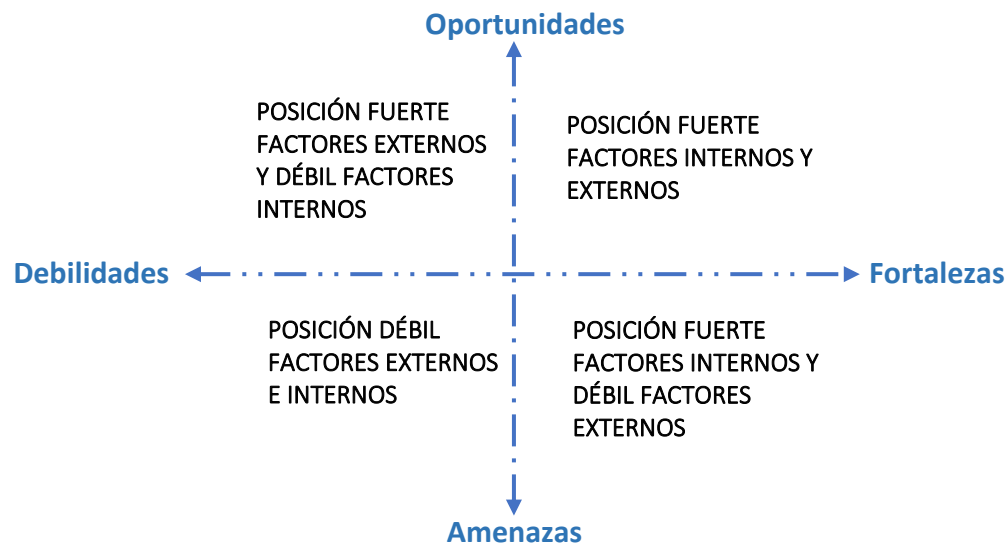 Oportunidades
POSICIÓN FUERTE
FACTORES EXTERNOS
Y DÉBIL FACTORES
INTERNOS
POSICIÓN FUERTE
FACTORES INTERNOS Y
EXTERNOS
Debilidades
Fortalezas
POSICIÓN DÉBIL
FACTORES EXTERNOS
E INTERNOS
POSICIÓN FUERTE
FACTORES INTERNOS Y
DÉBIL FACTORES
EXTERNOS
Amenazas